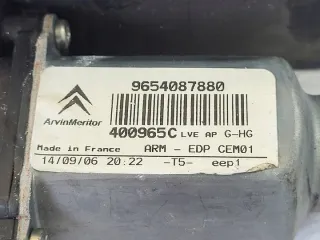 9654087880
ArvinMeritor
400965C LVE AP G-HG
Made in France ARM - EDP CEM01
14/09/06 20:22 -T5- eep1